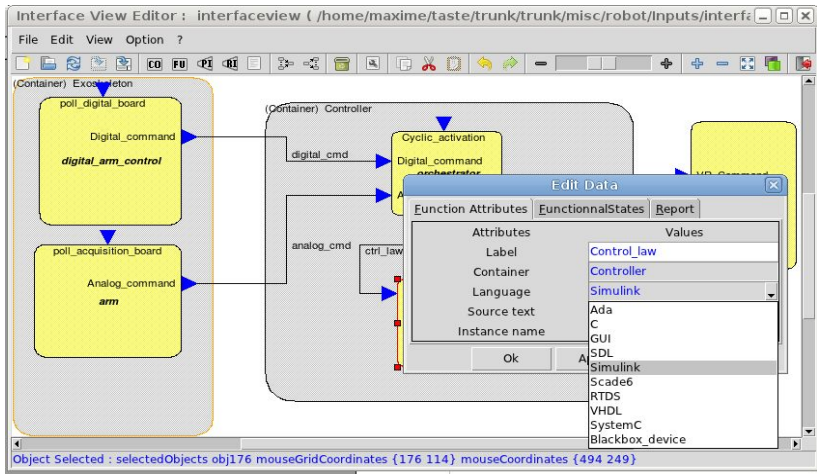 Interface View Editor : interfaceview ( /home/maxime/taste/trunk/trunk/misc/robot/Inputs/interfa
File Edit View Option ?
CO FU PI RI
(Container) Exoskeleton
poll_digital_board
Digital_command
digital_arm_control
poll_acquisition_board
Analog_command
arm
(Container) Controller
digital_cmd
analog_cmd
ctrl_law
Cyclic_activation
Digital_command
orchestrator
A
VR_Command
Edit Data
Function Attributes FunctionnalStates Report
Attributes Values
Label Control_law
Container Controller
Language Simulink
Source text
Instance name
Ok A
Ada
C
GUI
SDL
Simulink
Scade6
RTDS
VHDL
SystemC
Blackbox_device
Object Selected : selectedObjects obj176 mouseGridCoordinates {176 114} mouseCoordinates {494 249}